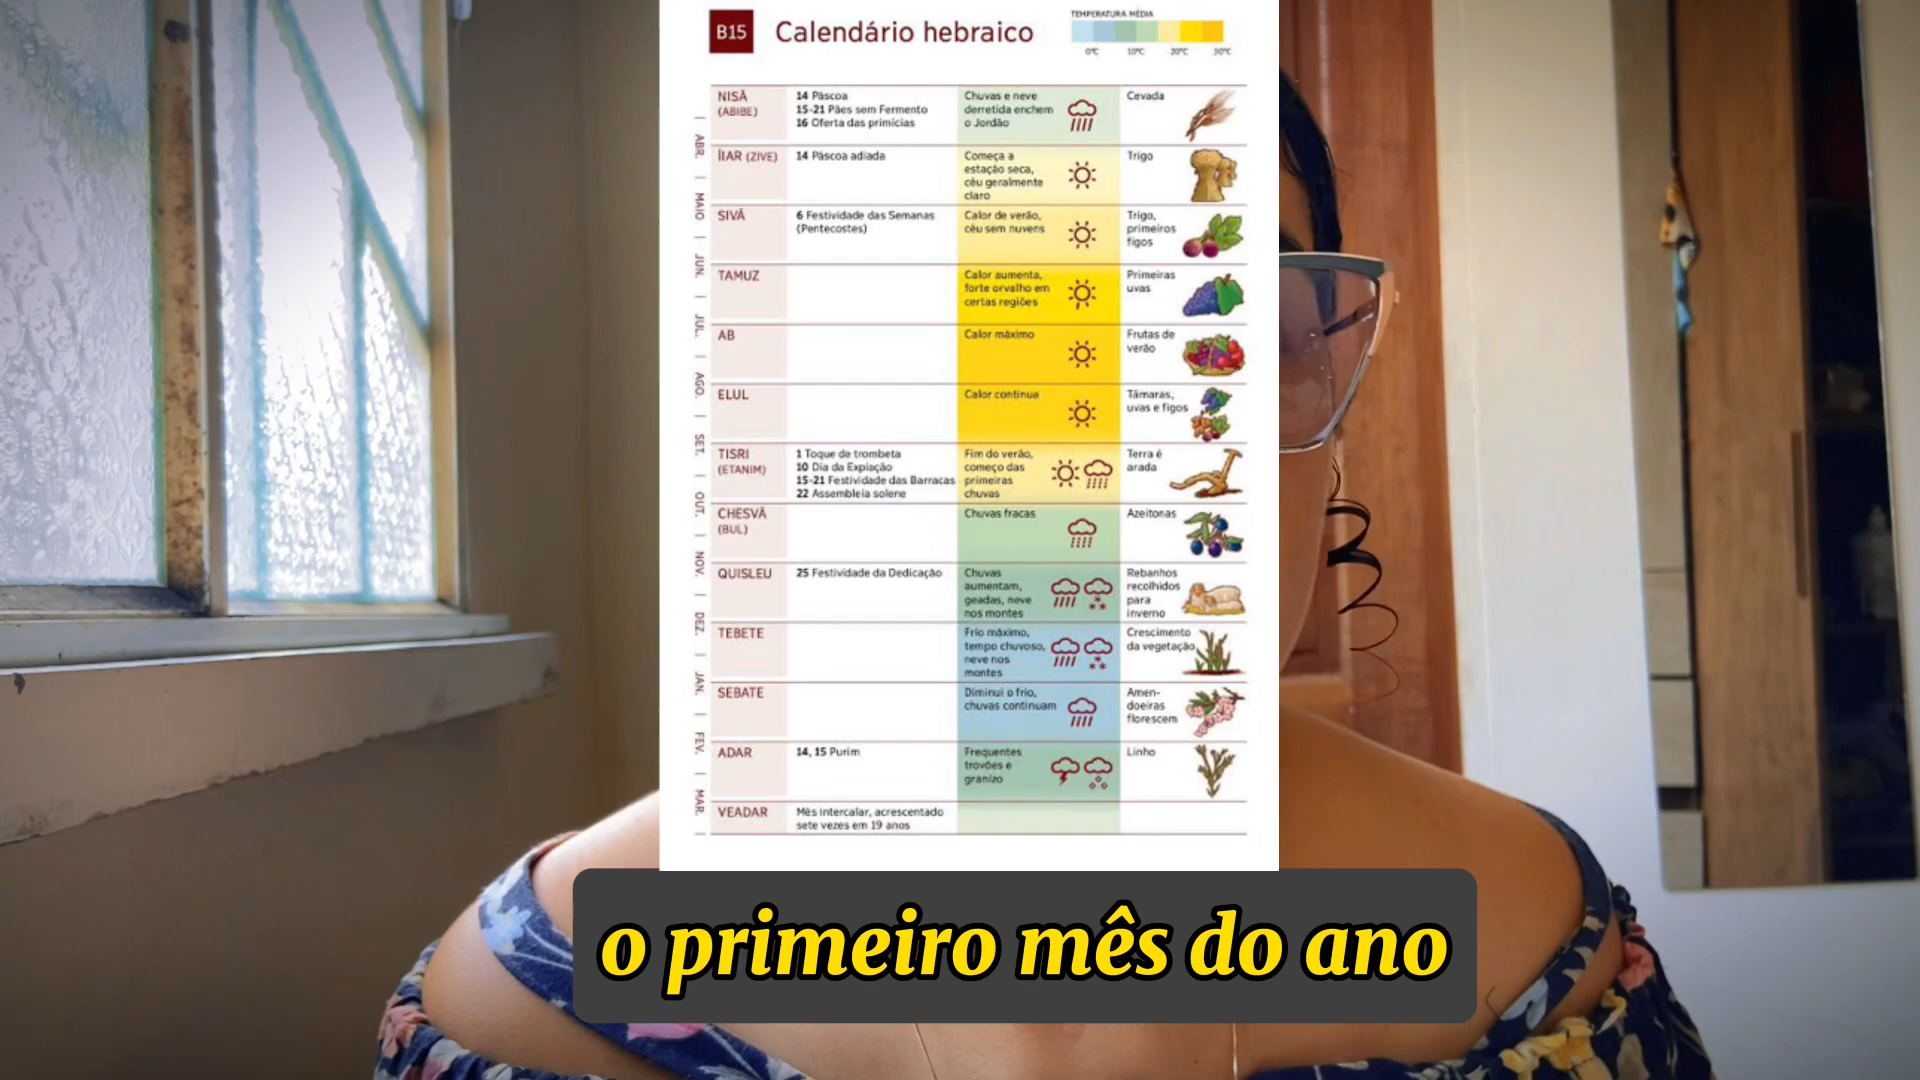 B15 Calendário hebraico
TEMPERATURA MÉDIA
0°C 10°C 20°C 30°C
NISÃ
(ABIBE)
14 Páscoa
15-21 Pães sem Fermento
16 Oferta das primícias
Chuvas e neve
derretida enchem
o Jordão
Cevada
ABR.
IIAR (ZIVE)
14 Páscoa adiada
Começa a
estação seca,
céu geralmente
claro
Trigo
MAIO
SIVÃ
6 Festividade das Semanas
(Pentecostes)
Calor de verão,
céu sem nuvens
Trigo,
primeiros
figos
JUN.
TAMUZ
Calor aumenta,
forte orvalho em
certas regiões
Primeiras
uvas
JUL.
AB
Calor máximo
Frutas de
verão
AGO.
ELUL
Calor continua
Tâmaras,
uvas e figos
SET.
TISRI
(ETANIM)
1 Toque de trombeta
10 Dia da Expiação
15-21 Festividade das Barracas
22 Assembleia solene
Fim do verão,
começo das
primeiras
chuvas
Terra é
arada
OUT.
CHESVÃ
(BUL)
Chuvas fracas
Azeitonas
NOV.
QUISLEU
25 Festividade da Dedicação
Chuvas
aumentam,
geadas, neve
nos montes
Rebanhos
recolhidos
para
inverno
DEZ.
TEBETE
Frio máximo,
tempo chuvoso,
neve nos
montes
Crescimento
da vegetação
JAN.
SEBATE
Diminui o frio,
chuvas continuam
Amen-
doeiras
florescem
FEV.
ADAR
14, 15 Purim
Frequentes
trovões e
granizo
Linho
MAR.
VEADAR
Mês intercalar, acrescentado
sete vezes em 19 anos
o primeiro mês do ano